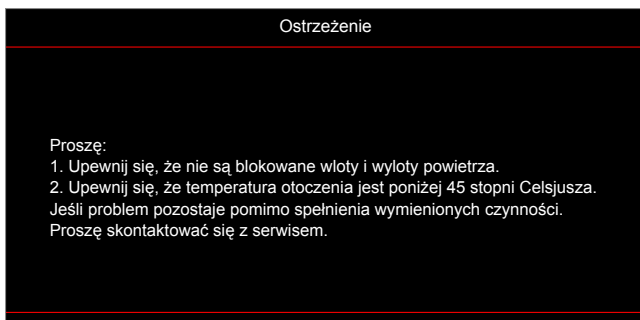 Ostrzeżenie
Proszę:
1. Upewnij się, że nie są blokowane wloty i wyloty powietrza.
2. Upewnij się, że temperatura otoczenia jest poniżej 45 stopni Celsjusza.
Jeśli problem pozostaje pomimo spełnienia wymienionych czynności.
Proszę skontaktować się z serwisem.